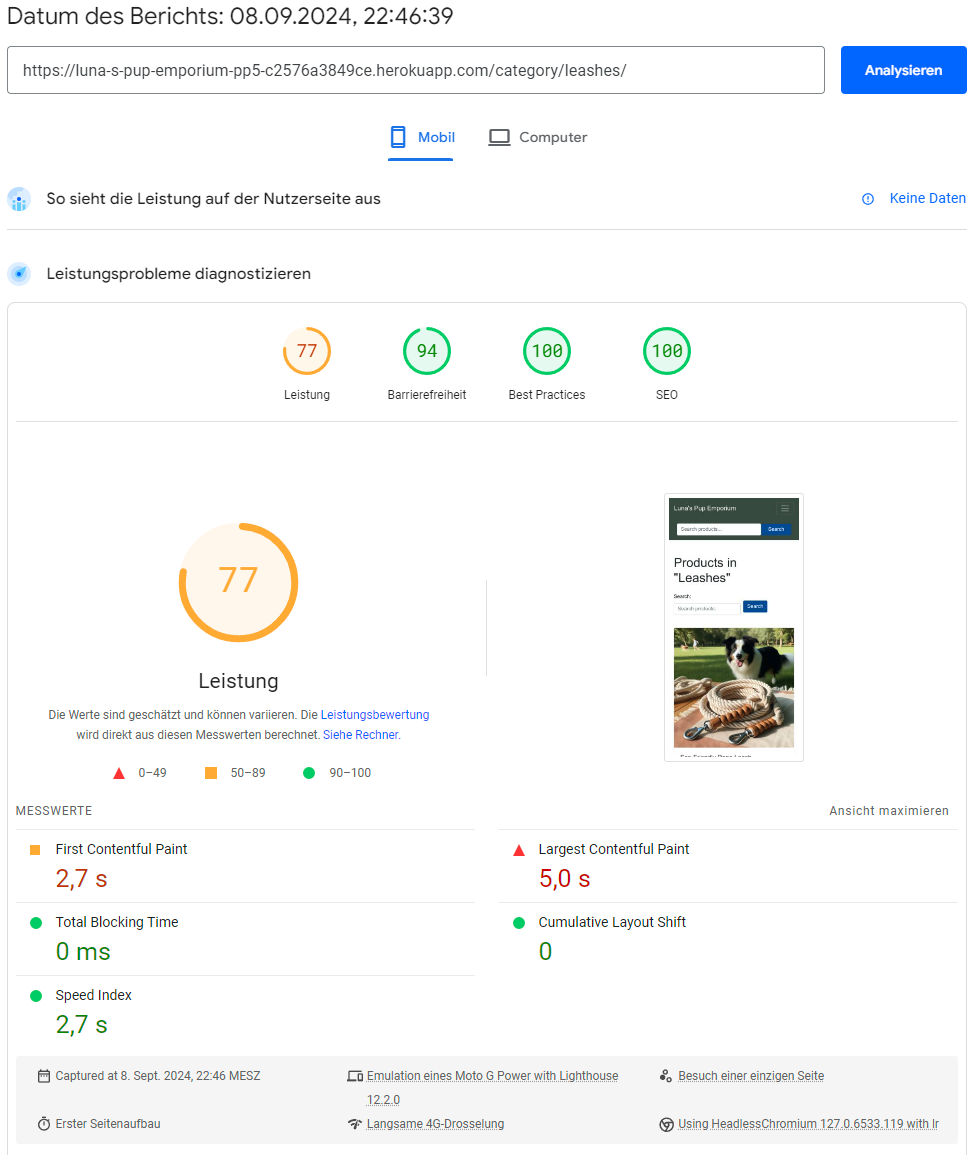 Datum des Berichts: 08.09.2024, 22:46:39
https://luna-s-pup-emporium-pp5-c2576a3849ce.herokuapp.com/category/leashes/
Analysieren
Mobil
Computer
So sieht die Leistung auf der Nutzerseite aus
Keine Daten
Leistungsprobleme diagnostizieren
77
94
100
100
Leistung
Barrierefreiheit
Best Practices
SEO
77
Leistung
Die Werte sind geschätzt und können variieren. Die Leistungsbewertung
wird direkt aus diesen Messwerten berechnet. Siehe Rechner.
0–49
50–89
90–100
Luna's Pup Emporium
Search products...
Search
Products in
"Leashes"
Search:
Search products...
Search
MESSWERTE
Ansicht maximieren
First Contentful Paint
2,7 s
Largest Contentful Paint
5,0 s
Total Blocking Time
0 ms
Cumulative Layout Shift
0
Speed Index
2,7 s
Captured at 8. Sept. 2024, 22:46 MESZ
Emulation eines Moto G Power with Lighthouse
12.2.0
Besuch einer einzigen Seite
Erster Seitenaufbau
Langsame 4G-Drosselung
Using HeadlessChromium 127.0.6533.119 with lr